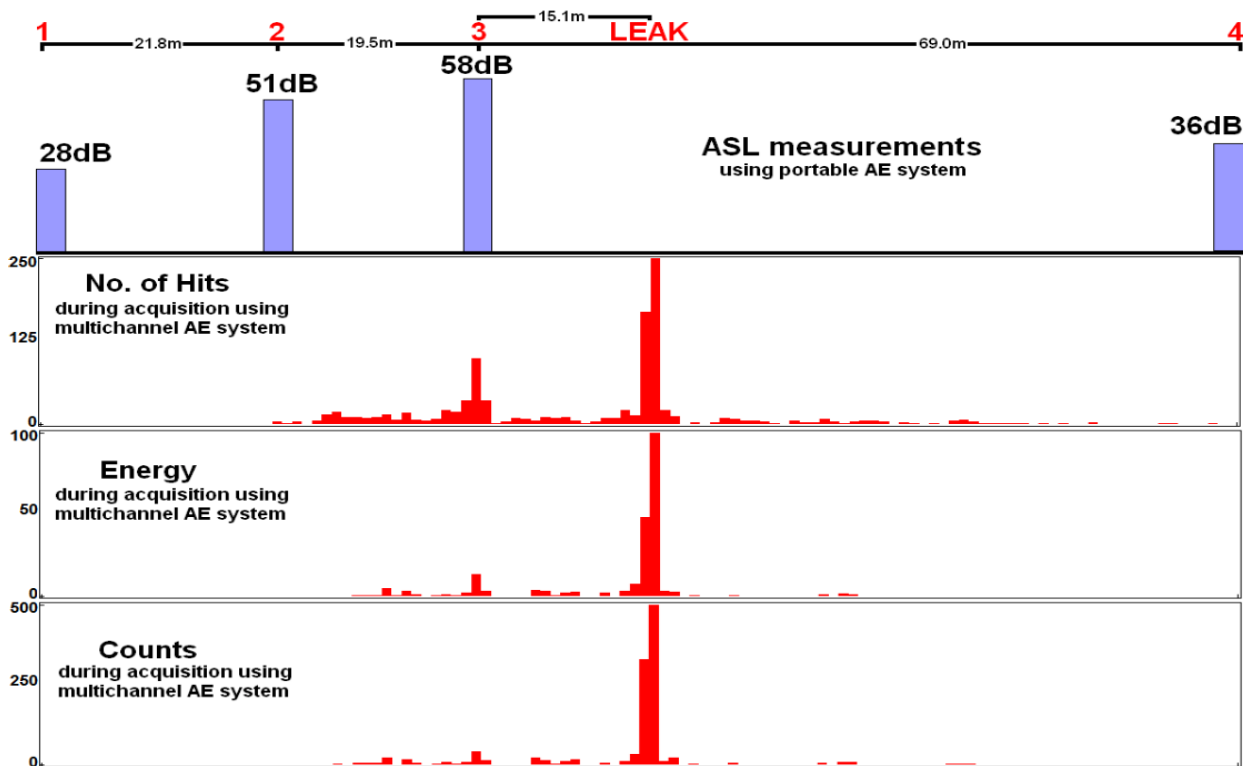 15.1m
1 2 3 LEAK 4
21.8m 19.5m 69.0m
58dB
51dB
36dB
28dB
ASL measurements
using portable AE system
250
No. of Hits
during acquisition using
multichannel AE system
125
0
100
Energy
during acquisition using
multichannel AE system
50
0
500
Counts
during acquisition using
multichannel AE system
250
0